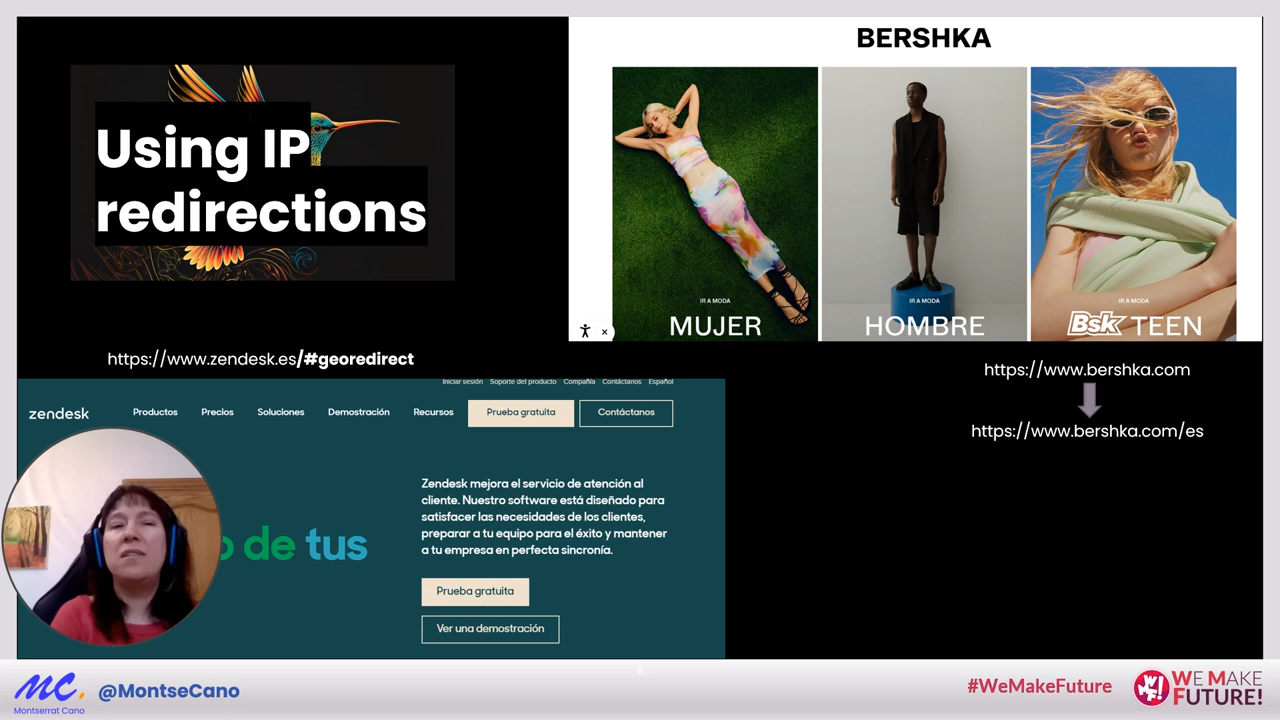 Using IP
redirections
https://www.zendesk.es/#georedirect
Iniciar sesión Soporte del producto Compañía Contáctanos Español
zendesk Productos Precios Soluciones Demostración Recursos Prueba gratuita Contáctanos
de tus
Zendesk mejora el servicio de atención al
cliente. Nuestro software está diseñado para
satisfacer las necesidades de los clientes,
preparar a tu equipo para el éxito y mantener
a tu empresa en perfecta sincronía.
Prueba gratuita
Ver una demostración
BERSHKA
IR A MODA
MUJER
IR A MODA
HOMBRE
IR A MODA
Bsk TEEN
×
https://www.bershka.com
https://www.bershka.com/es
MC.
Montserrat Cano
@MontseCano
#WeMakeFuture
WMF!
WE MAKE
FUTURE!